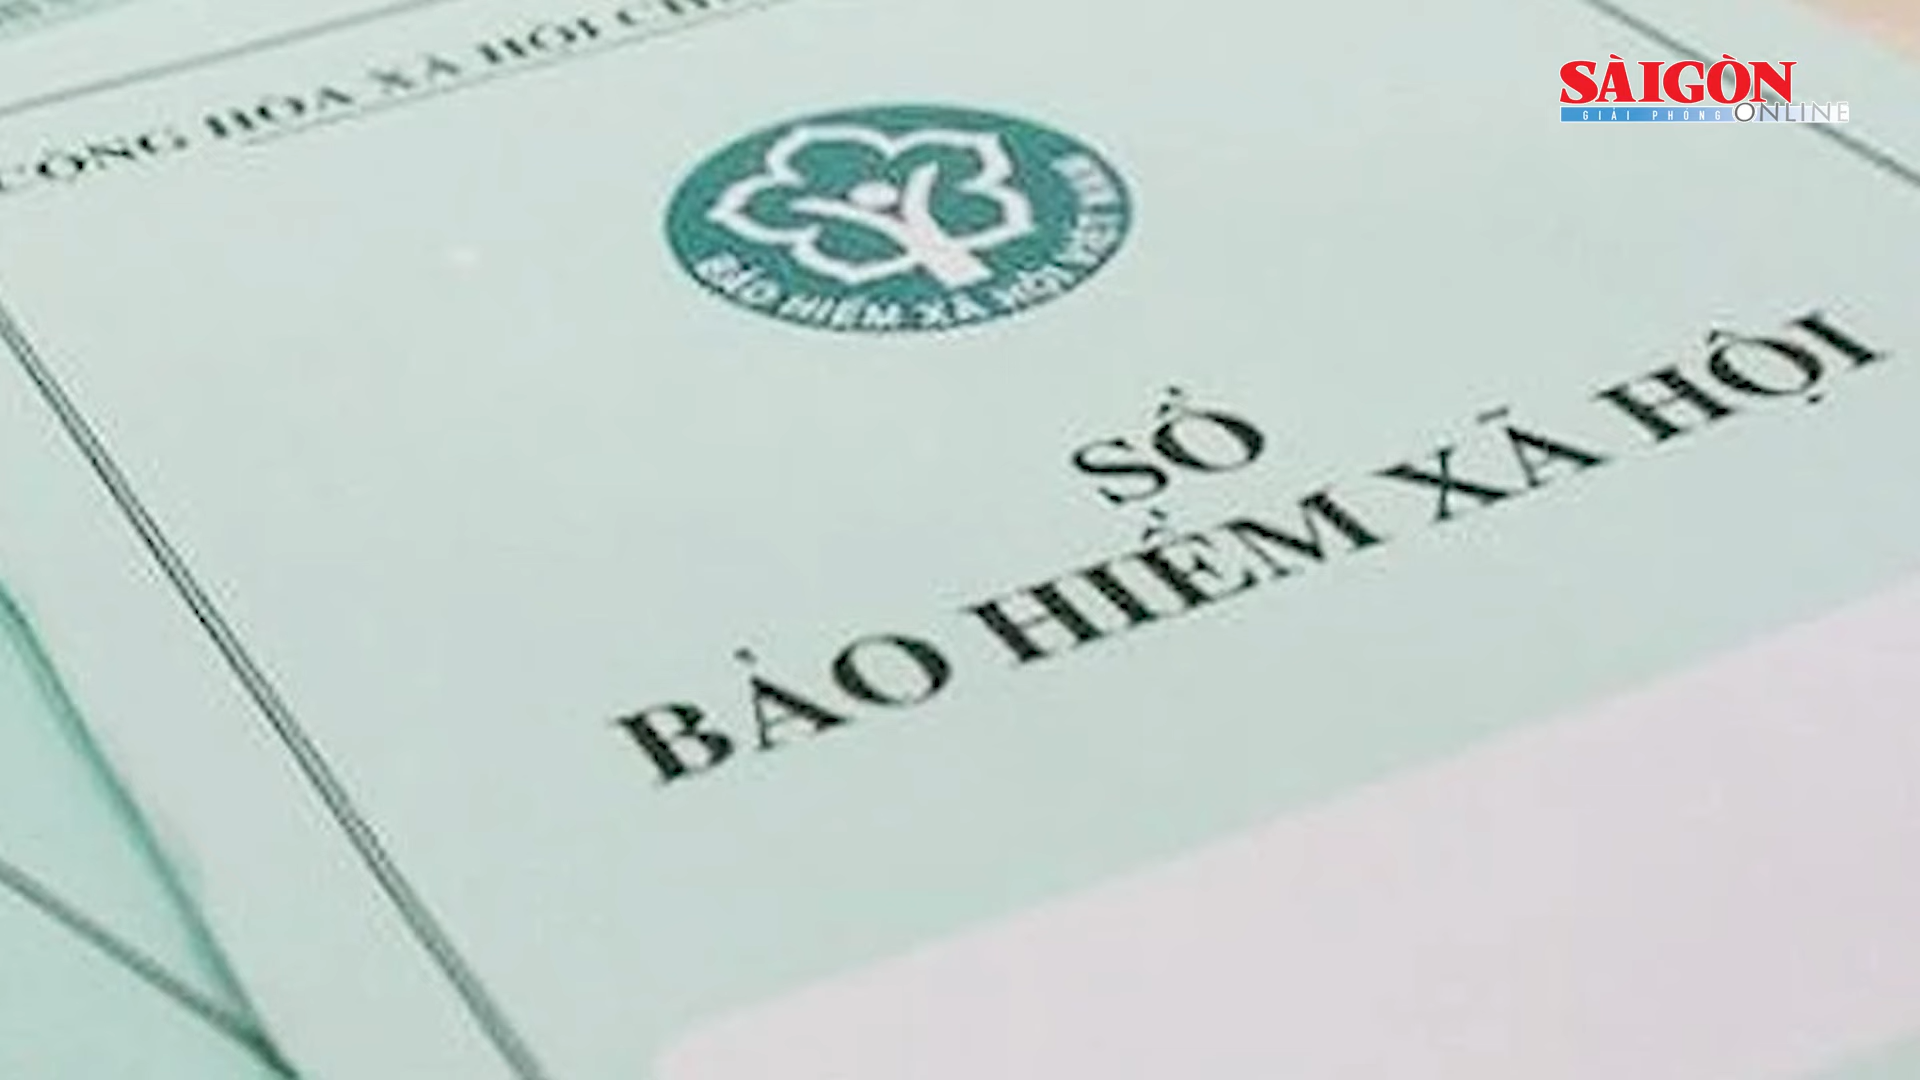 CỘNG HÒA XÃ HỘI
SÀIGÒN
GIẢI PHÓNG ONLINE
BẢO HIỂM XÃ HỘI VIỆT NAM
SỔ
BẢO HIỂM XÃ HỘI